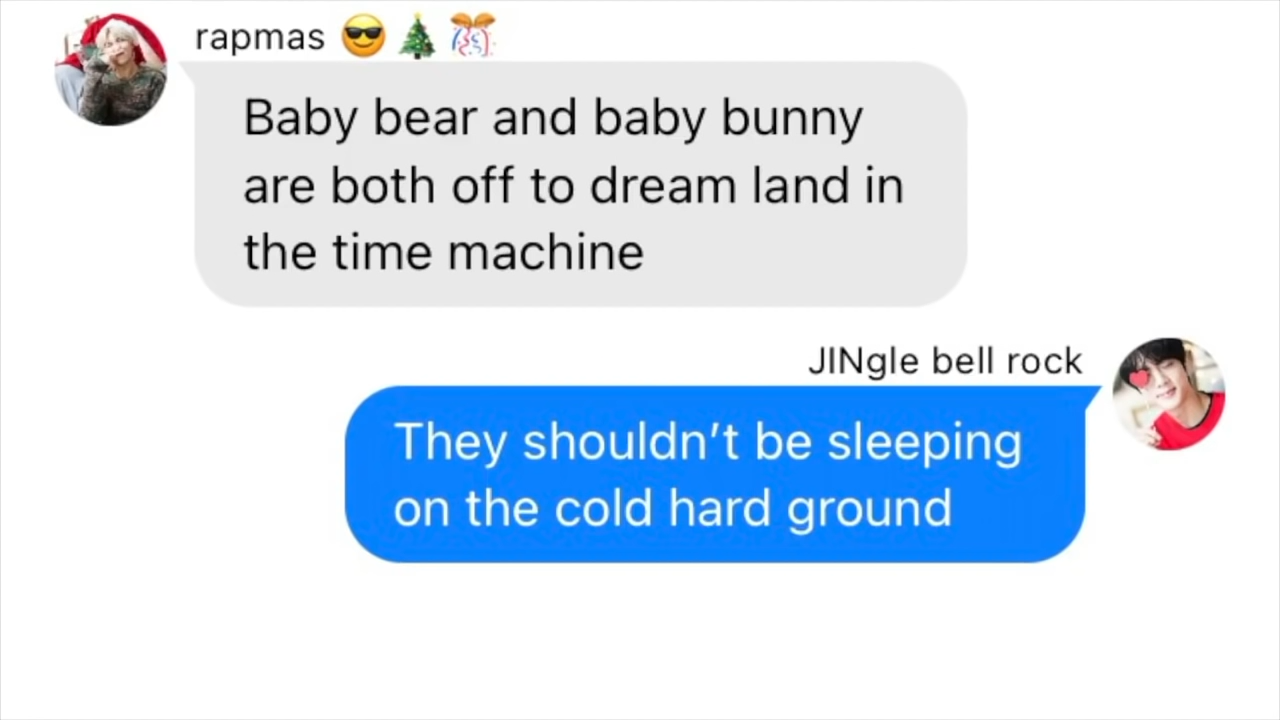 rapmas 😎🎄🎊
Baby bear and baby bunny
are both off to dream land in
the time machine
JINgle bell rock
They shouldn’t be sleeping
on the cold hard ground